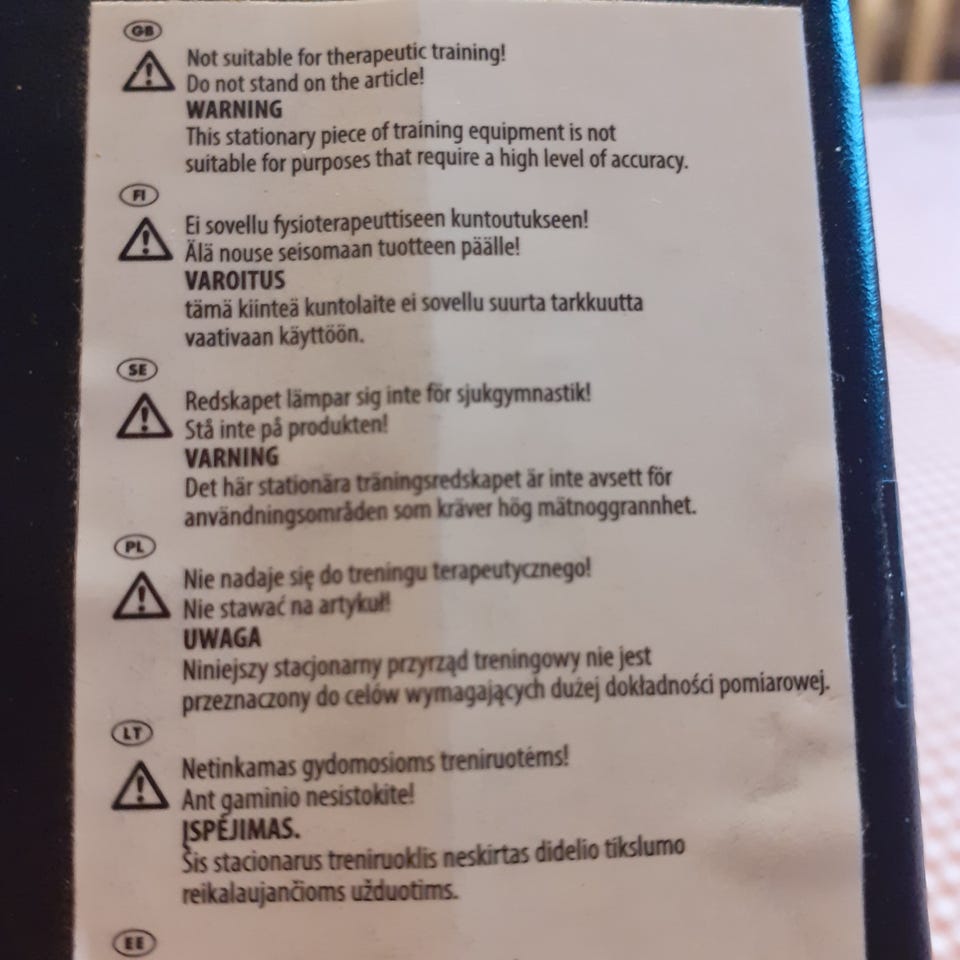 GB
Not suitable for therapeutic training!
Do not stand on the article!
WARNING
This stationary piece of training equipment is not
suitable for purposes that require a high level of accuracy.
FI
Ei sovellu fysioterapeuttiseen kuntoutukseen!
Älä nouse seisomaan tuotteen päälle!
VAROITUS
tämä kiinteä kuntolaite ei sovellu suurta tarkkuutta
vaativaan käyttöön.
SE
Redskapet lämpar sig inte för sjukgymnastik!
Stå inte på produkten!
VARNING
Det här stationära träningsredskapet är inte avsett för
användningsområden som kräver hög mätnoggrannhet.
PL
Nie nadaje się do treningu terapeutycznego!
Nie stawać na artykuł!
UWAGA
Niniejszy stacjonarny przyrząd treningowy nie jest
przeznaczony do celów wymagających dużej dokładności pomiarowej.
LT
Netinkamas gydomosioms treniruotėms!
Ant gaminio nesistokite!
ĮSPĖJIMAS.
Šis stacionarus treniruoklis neskirtas didelio tikslumo
reikalaujančioms užduotims.
EE